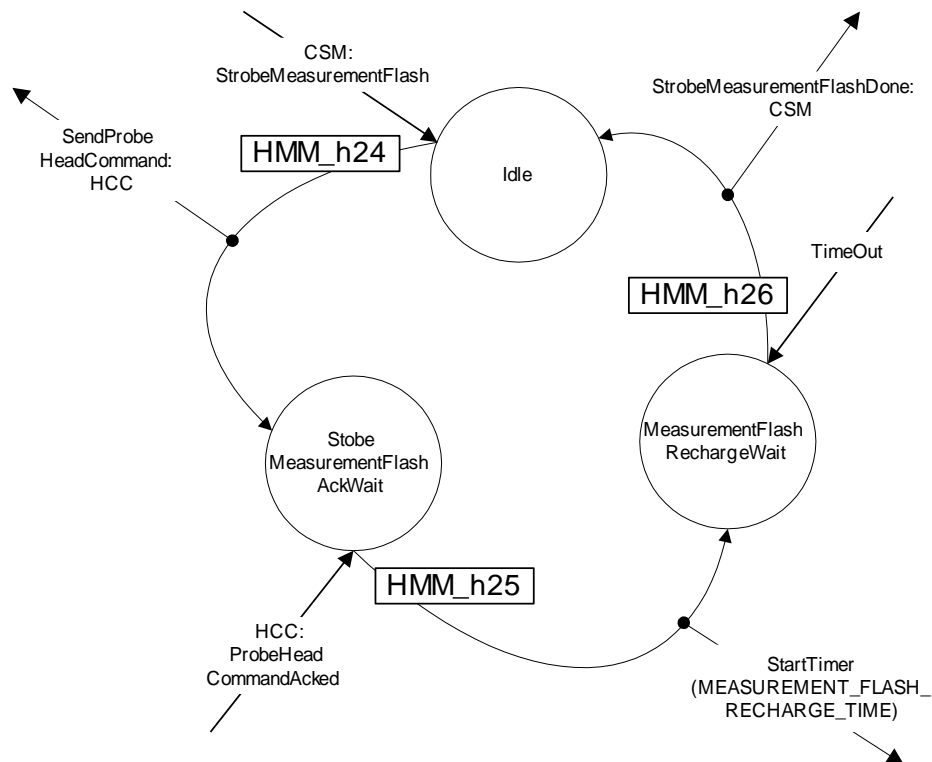 CSM:
StrobeMeasurementFlash
StrobeMeasurementFlashDone:
CSM
SendProbe
HeadCommand:
HCC
HMM_h24
Idle
TimeOut
HMM_h26
Stobe
MeasurementFlash
AckWait
MeasurementFlash
RechargeWait
HMM_h25
HCC:
ProbeHead
CommandAcked
StartTimer
(MEASUREMENT_FLASH_
RECHARGE_TIME)